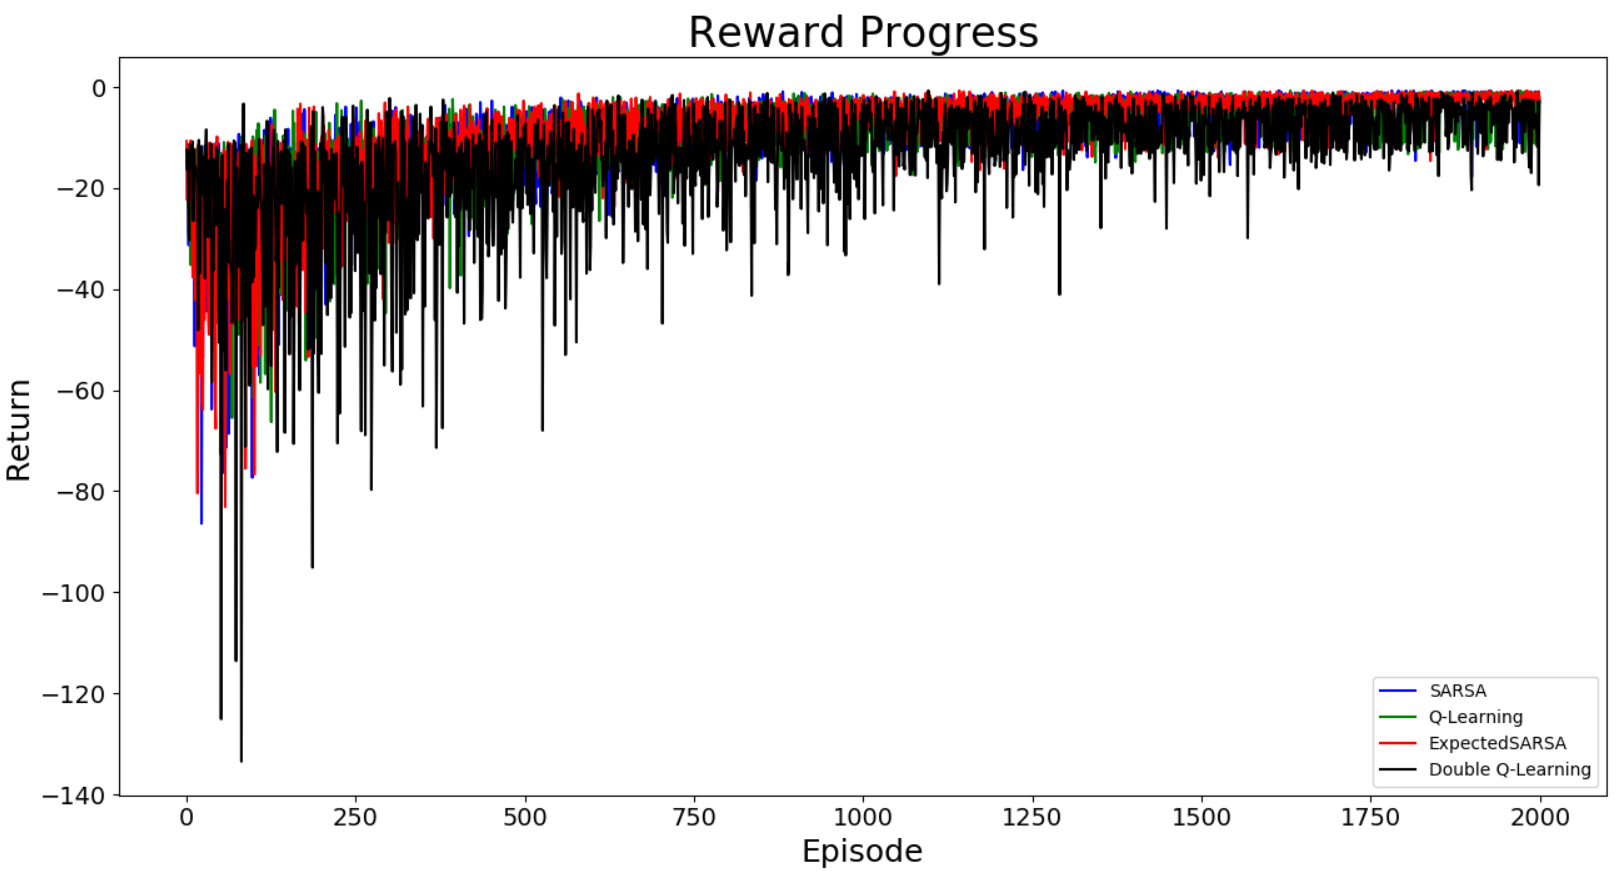 Reward Progress
0
−20
−40
−60
−80
−100
−120
−140
Return
0 250 500 750 1000 1250 1500 1750 2000
Episode
SARSA
Q-Learning
ExpectedSARSA
Double Q-Learning